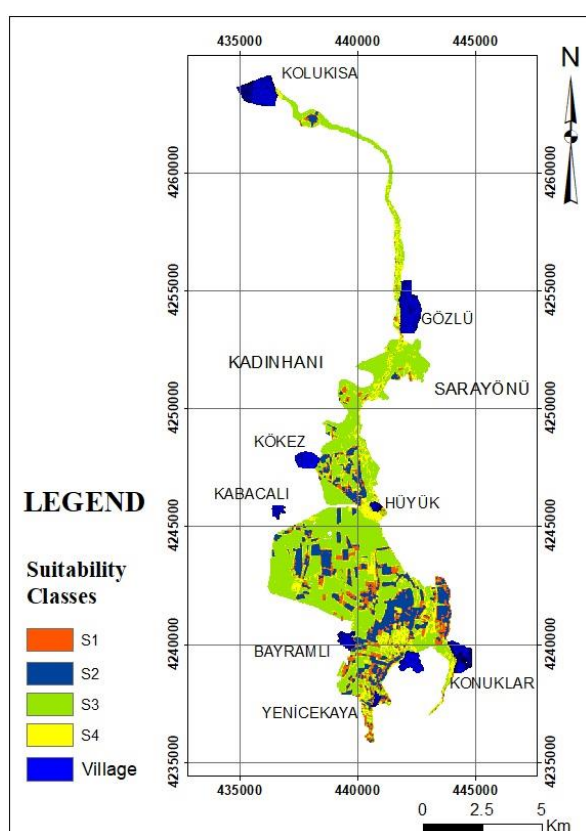 435000 440000 445000
KOLUKISA
N
4260000 4260000
4255000 4255000
GÖZLÜ
KADINHANI
SARAYÖNÜ
4250000 4250000
KÖKEZ
KABACALI
HÜYÜK
4245000 4245000
LEGEND
Suitability
Classes
S1
S2
S3
S4
Village
4240000 4240000
BAYRAMLI
KONUKLAR
YENİCEKAYA
4235000 4235000
435000 440000 445000
0 2.5 5
Km